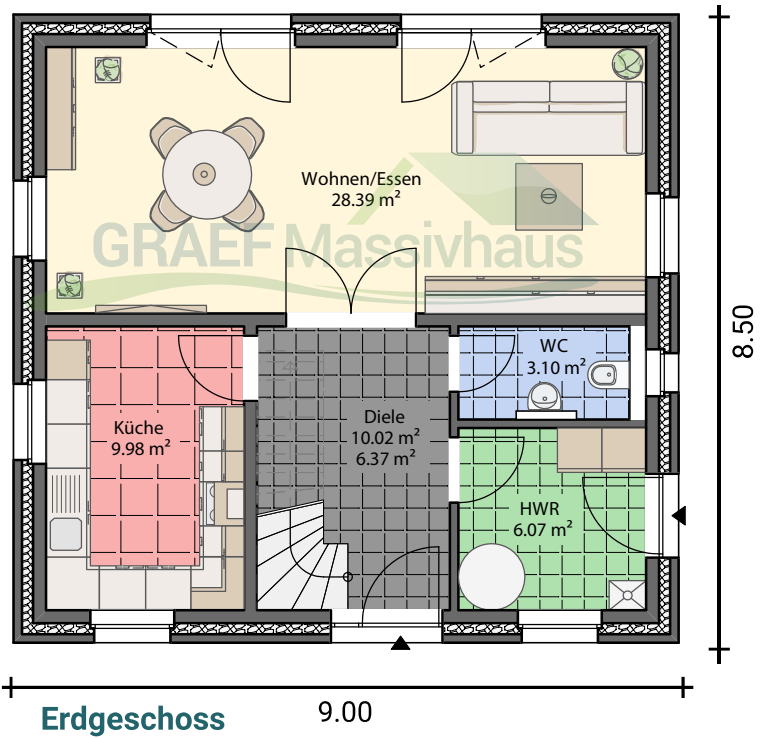 Wohnen/Essen
28.39 m²
GRAEF Massivhaus
WC
3.10 m²
Küche
9.98 m²
Diele
10.02 m²
6.37 m²
HWR
6.07 m²
8.50
9.00
Erdgeschoss